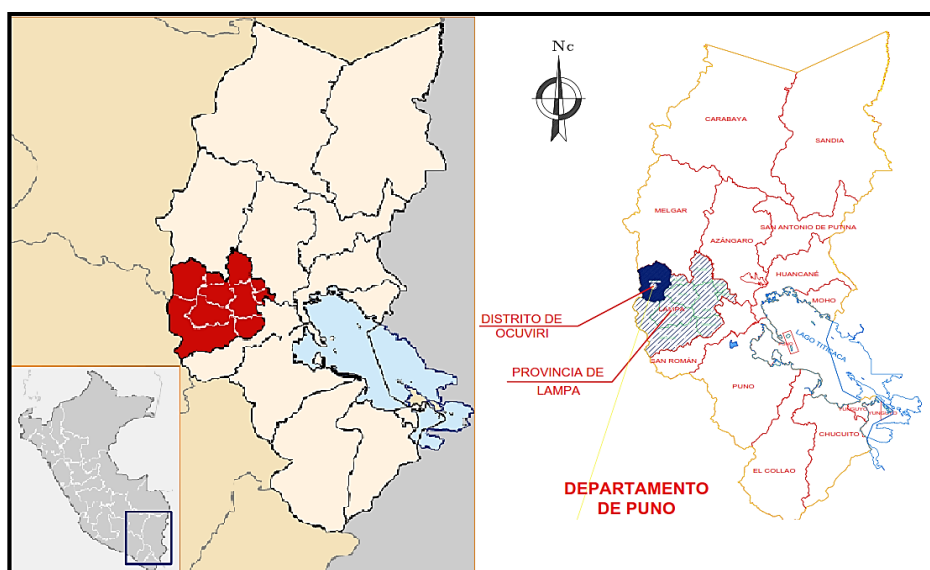 Nc
CARABAYA
SANDIA
MELGAR
AZÁNGARO
SAN ANTONIO DE PUTINA
HUANCANÉ
MOHO
DISTRITO DE
OCUVIRI
LAMPA
LAGO TITICACA
SAN ROMÁN
PROVINCIA DE
LAMPA
PUNO
YUNGUYO
CHUCUITO
EL COLLAO
DEPARTAMENTO
DE PUNO